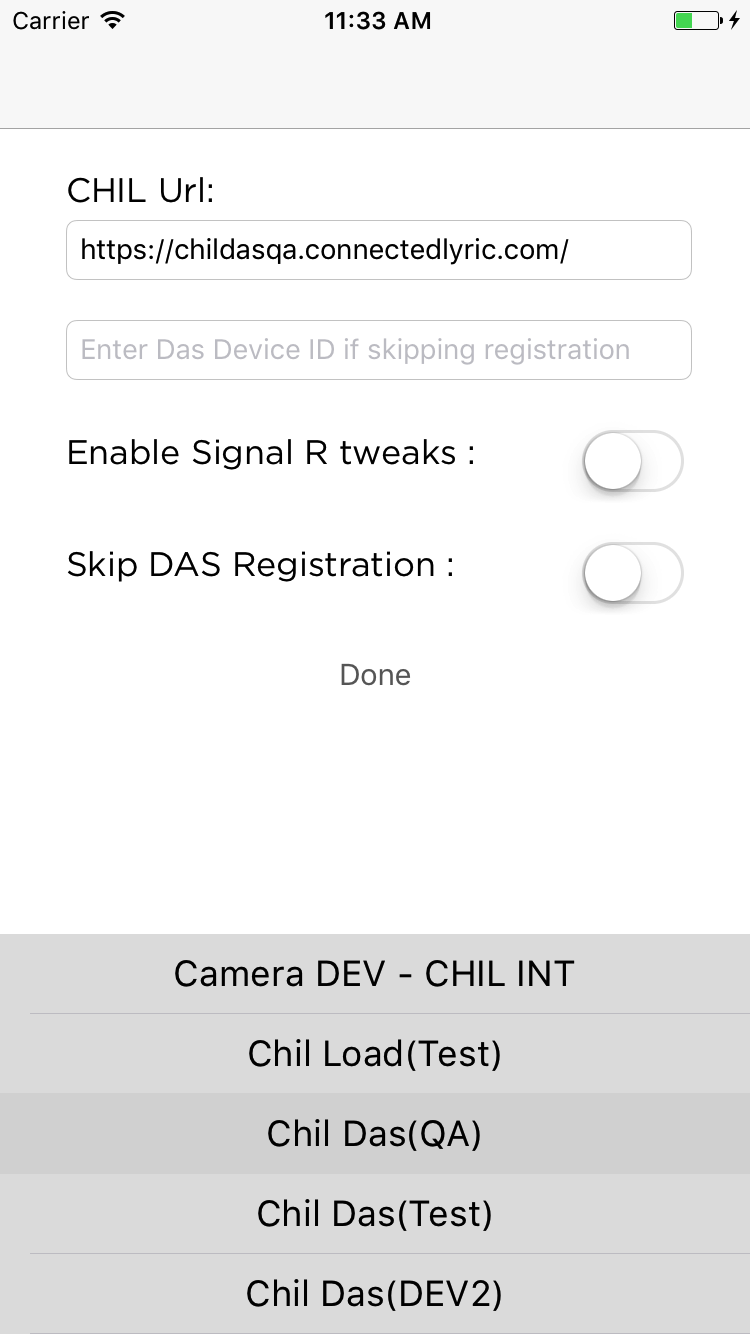 Carrier 11:33 AM
CHIL Url:
https://childasqa.connectedlyric.com/
Enter Das Device ID if skipping registration
Enable Signal R tweaks :
Skip DAS Registration :
Done
Camera DEV - CHIL INT
Chil Load(Test)
Chil Das(QA)
Chil Das(Test)
Chil Das(DEV2)